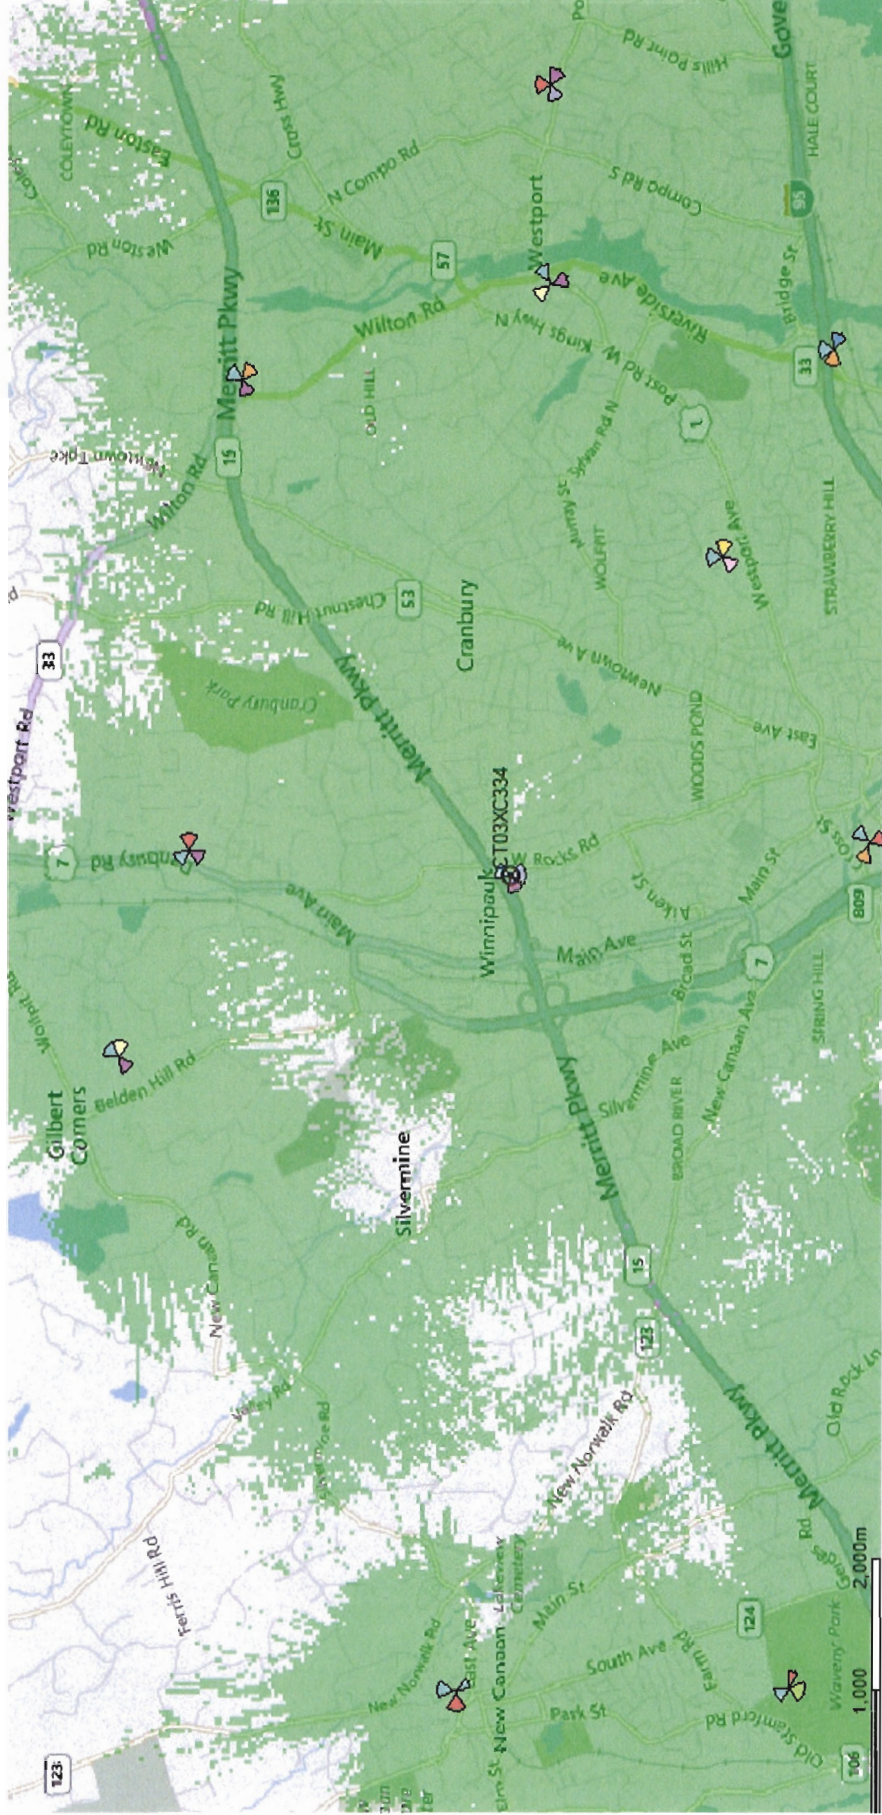 COLEYTOWN
Easton Rd
Cross Hwy
Hills Point Rd
HALE COURT
Weston Rd
136
N Compo Rd
Main St
Compo Rd S
95
57
Westport
Merritt Pkwy
Wilton Rd
Riverside Ave
Bridge St
N Kings Hwy
Post Rd W
33
OLD HILL
1
15
Newtown Tpke
Wilton Rd
Sylvan Rd N
Murray St
Westport Ave
STRAWBERRY HILL
Chestnut Hill Rd
53
Cranbury
Newtown Ave
33
Westport Rd
Cranbury Park
Merritt Pkwy
WOODS POND
East Ave
7
CT03XC334
W Rocks Rd
Winnipauk
Main Ave
Main Ave
Aiken St
Main St
Broad St
7
809
SPRING HILL
Wolfpit Rd
Gilbert
Corners
Belden Hill Rd
Silvermine Ave
New Canaan Ave
BROAD RIVER
Merritt Pkwy
Silvermine
New Canaan Rd
15
123
Valley Rd
New Norwalk Rd
Old Rock Ln
Merritt Pkwy
Ferris Hill Rd
Lakeview
Cemetery
Main St
New Norwalk Rd
East Ave
New Canaan
South Ave
Farm Rd
124
Gerdes Rd
Waveny Park
Park St
Old Stamford Rd
Elm St
106
123
1,000
2,000m